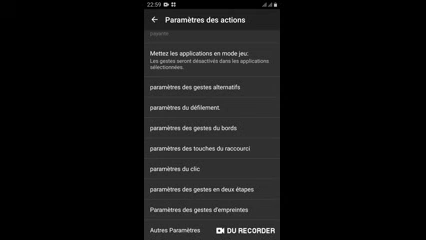 22:59
Paramètres des actions
Mettez les applications en mode jeu:
Les gestes seront désactivés dans les applications
sélectionnées.
paramètres des gestes alternatifs
paramètres du défilement.
paramètres des gestes du bords
paramètres des touches du raccourci
paramètres du clic
paramètres des gestes en deux étapes
Paramètres des gestes d'empreintes
Autres Paramètres
DU RECORDER